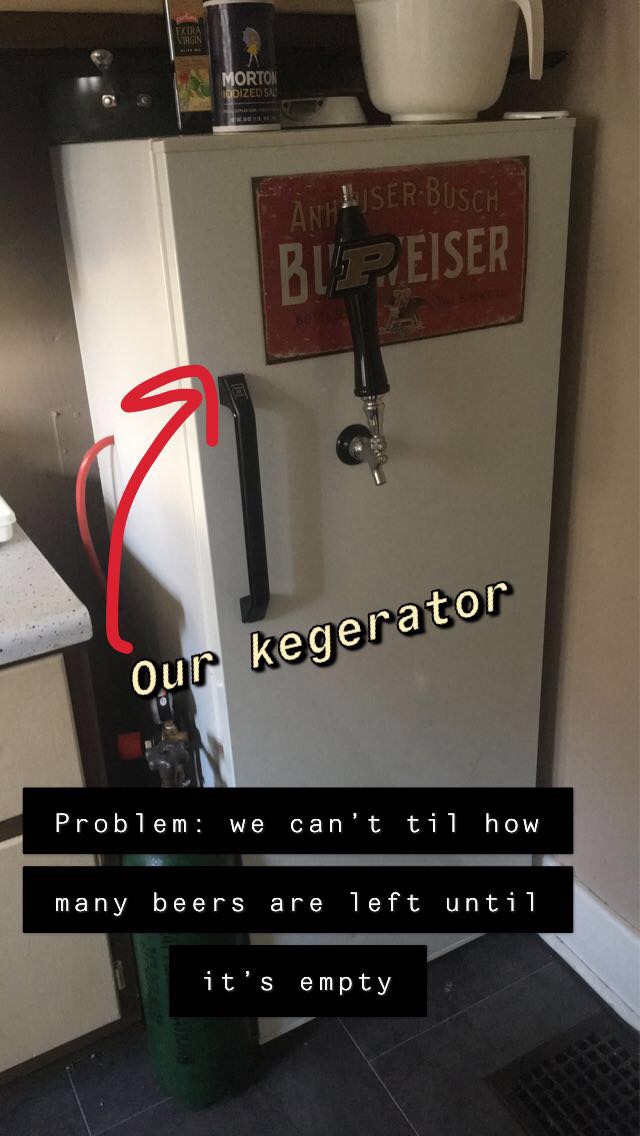 EXTRA
VIRGIN
MORTON
IODIZED SALT
ANHEUSER-BUSCH
BUDWEISER
P
Our kegerator
Problem: we can't til how
many beers are left until
it's empty